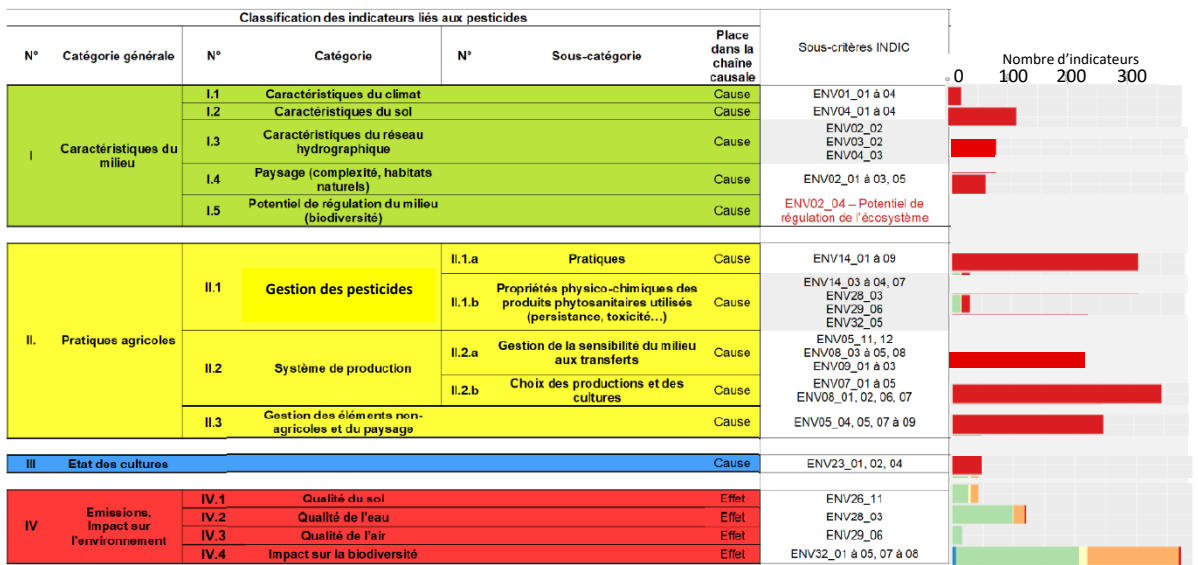 Classification des indicateurs liés aux pesticides
N° Catégorie générale N° Catégorie N° Sous-catégorie Place dans la chaîne causale Sous-critères INDIC
Nombre d'indicateurs
0 100 200 300
I Caractéristiques du milieu
I.1 Caractéristiques du climat Cause ENV01_01 à 04
I.2 Caractéristiques du sol Cause ENV04_01 à 04
I.3 Caractéristiques du réseau hydrographique Cause ENV02_02
ENV03_02
ENV04_03
I.4 Paysage (complexité, habitats naturels) Cause ENV02_01 à 03, 05
I.5 Potentiel de régulation du milieu (biodiversité) Cause ENV02_04 – Potentiel de régulation de l'écosystème
II. Pratiques agricoles
II.1 Gestion des pesticides
II.1.a Pratiques Cause ENV14_01 à 09
II.1.b Propriétés physico-chimiques des produits phytosanitaires utilisés (persistance, toxicité…) Cause ENV14_03 à 04, 07
ENV28_03
ENV29_06
ENV32_05
II.2 Système de production
II.2.a Gestion de la sensibilité du milieu aux transferts Cause ENV05_11, 12
ENV08_03 à 05, 08
ENV09_01 à 03
II.2.b Choix des productions et des cultures Cause ENV07_01 à 05
ENV08_01, 02, 06, 07
II.3 Gestion des éléments non-agricoles et du paysage Cause ENV05_04, 05, 07 à 09
III Etat des cultures Cause ENV23_01, 02, 04
IV Emissions, Impact sur l'environnement
IV.1 Qualité du sol Effet ENV26_11
IV.2 Qualité de l'eau Effet ENV28_03
IV.3 Qualité de l'air Effet ENV29_06
IV.4 Impact sur la biodiversité Effet ENV32_01 à 05, 07 à 08